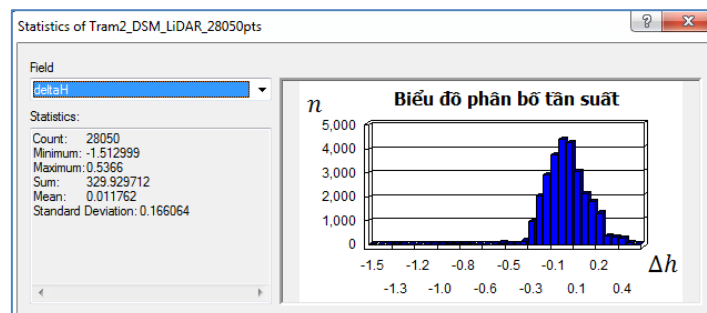 Statistics of Tram2_DSM_LiDAR_28050pts
Field
deltaH
Statistics:
Count: 28050
Minimum: -1.512999
Maximum: 0.5366
Sum: 329.929712
Mean: 0.011762
Standard Deviation: 0.166064
n
Biểu đồ phân bố tần suất
5,000
4,000
3,000
2,000
1,000
0
-1.5 -1.2 -0.8 -0.5 -0.1 0.2 Δh
-1.3 -1.0 -0.6 -0.3 0.1 0.4